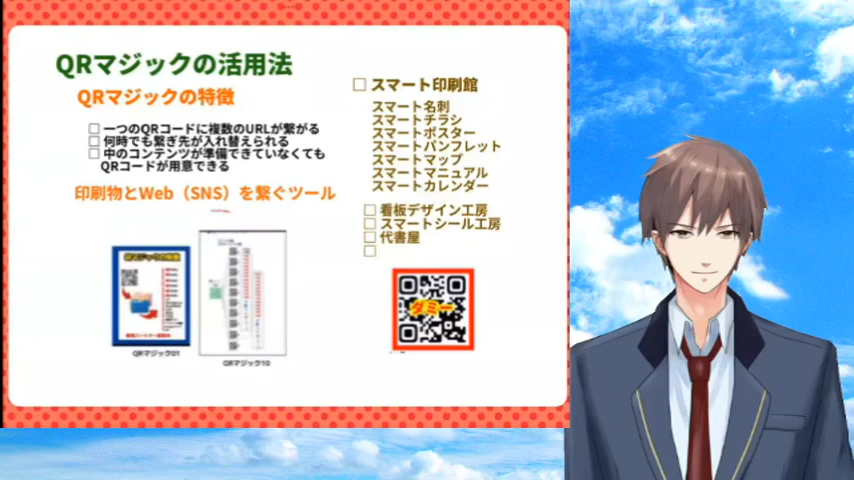 QRマジックの活用法
QRマジックの特徴
□ 一つのQRコードに複数のURLが繋がる
□ 何時でも繋ぎ先が入れ替えられる
□ 中のコンテンツが準備できていなくても
QRコードが用意できる
印刷物とWeb（SNS）を繋ぐツール
QRマジックの特徴
QRマジック01
QRマジック10
□ スマート印刷館
スマート名刺
スマートチラシ
スマートポスター
スマートパンフレット
スマートマップ
スマートマニュアル
スマートカレンダー
□ 看板デザイン工房
□ スマートシール工房
□ 代書屋
□
ダミー